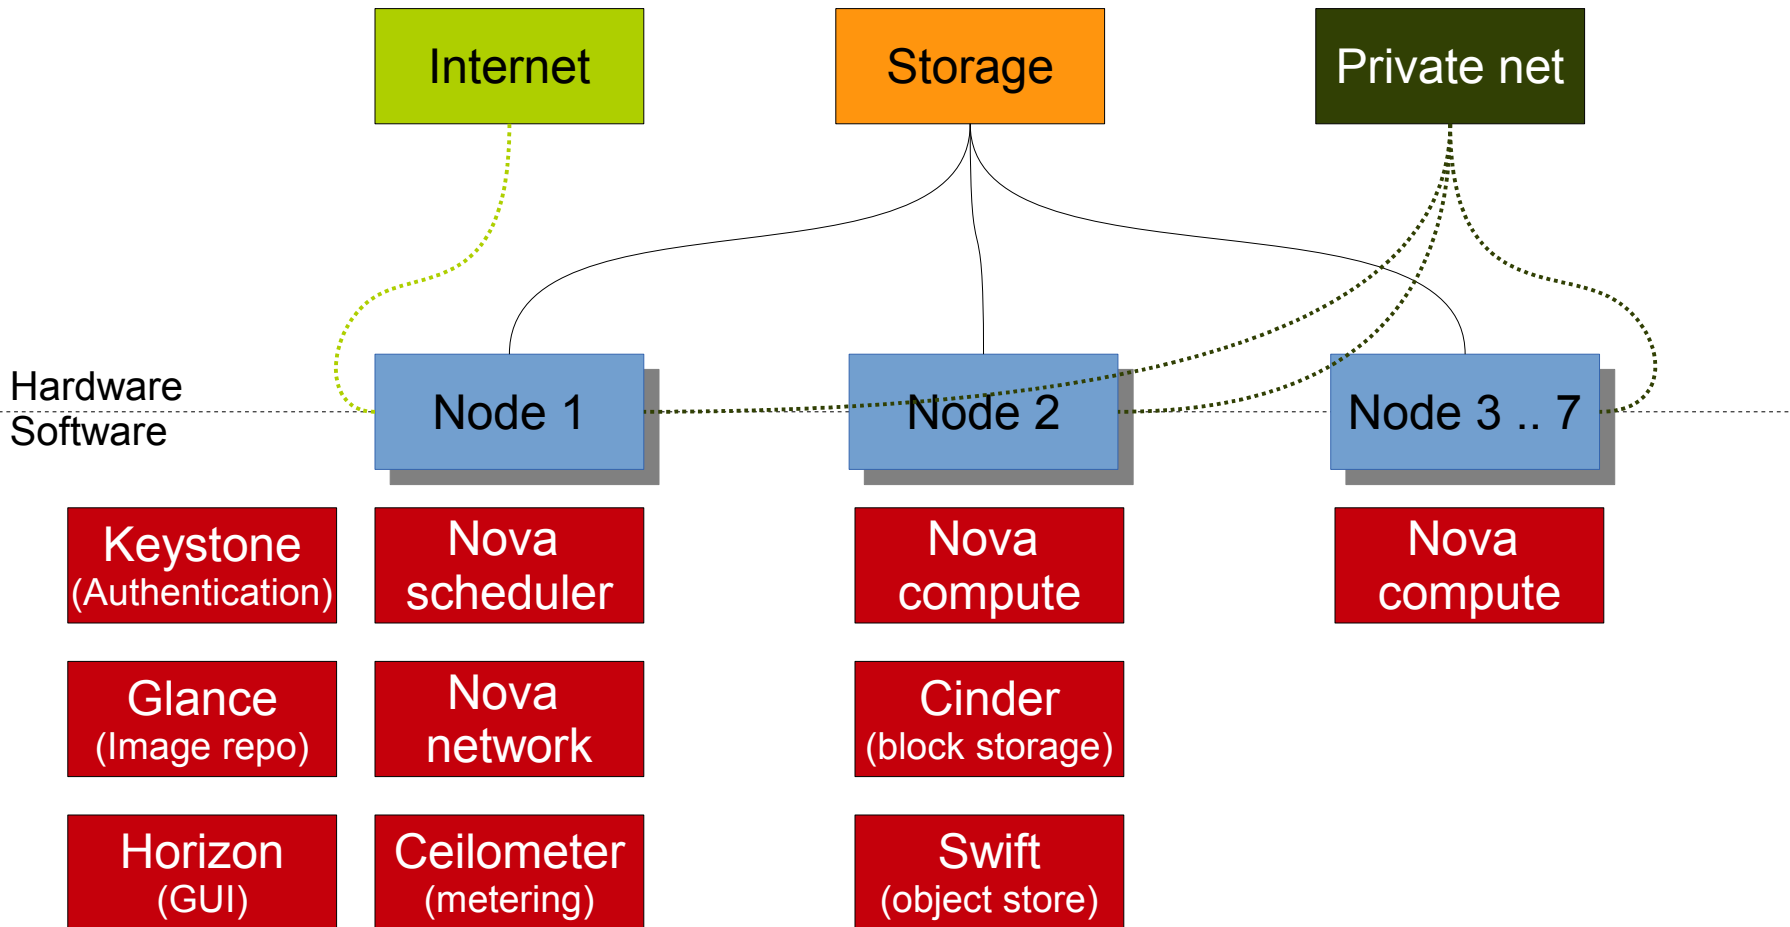 Internet
Storage
Private net
Hardware
Software
Node 1
Node 2
Node 3 .. 7
Keystone
(Authentication)
Nova
scheduler
Nova
compute
Nova
compute
Glance
(Image repo)
Nova
network
Cinder
(block storage)
Horizon
(GUI)
Ceilometer
(metering)
Swift
(object store)